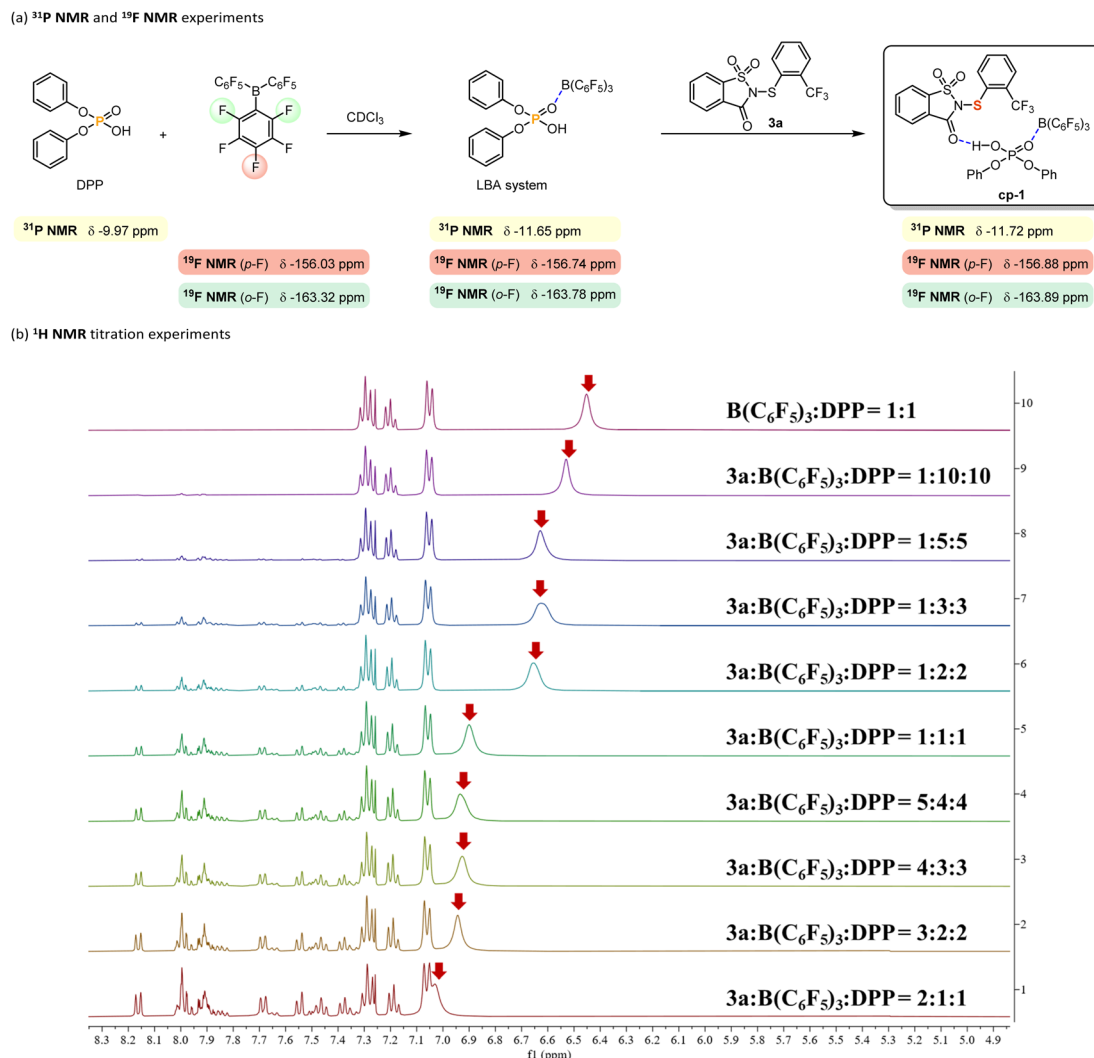 (a) ³¹P NMR and ¹⁹F NMR experiments
O
O
P
O
OH
DPP
+
C₆F₅
C₆F₅
B
F
F
F
F
F
CDCl₃
B(C₆F₅)₃
O
O
P
O
OH
LBA system
O
O
S
N
S
O
CF₃
3a
O
O
S
N
S
CF₃
O
H
O
P
O
B(C₆F₅)₃
PhO
O
Ph
cp-1
³¹P NMR δ -9.97 ppm
³¹P NMR δ -11.65 ppm
³¹P NMR δ -11.72 ppm
¹⁹F NMR (p-F) δ -156.03 ppm
¹⁹F NMR (p-F) δ -156.74 ppm
¹⁹F NMR (p-F) δ -156.88 ppm
¹⁹F NMR (o-F) δ -163.32 ppm
¹⁹F NMR (o-F) δ -163.78 ppm
¹⁹F NMR (o-F) δ -163.89 ppm
(b) ¹H NMR titration experiments
B(C₆F₅)₃:DPP = 1:1
10
3a:B(C₆F₅)₃:DPP = 1:10:10
9
3a:B(C₆F₅)₃:DPP = 1:5:5
8
3a:B(C₆F₅)₃:DPP = 1:3:3
7
3a:B(C₆F₅)₃:DPP = 1:2:2
6
3a:B(C₆F₅)₃:DPP = 1:1:1
5
3a:B(C₆F₅)₃:DPP = 5:4:4
4
3a:B(C₆F₅)₃:DPP = 4:3:3
3
3a:B(C₆F₅)₃:DPP = 3:2:2
2
3a:B(C₆F₅)₃:DPP = 2:1:1
1
8.3 8.2 8.1 8.0 7.9 7.8 7.7 7.6 7.5 7.4 7.3 7.2 7.1 7.0 6.9 6.8 6.7 6.6 6.5 6.4 6.3 6.2 6.1 6.0 5.9 5.8 5.7 5.6 5.5 5.4 5.3 5.2 5.1 5.0 4.9
f1 (ppm)